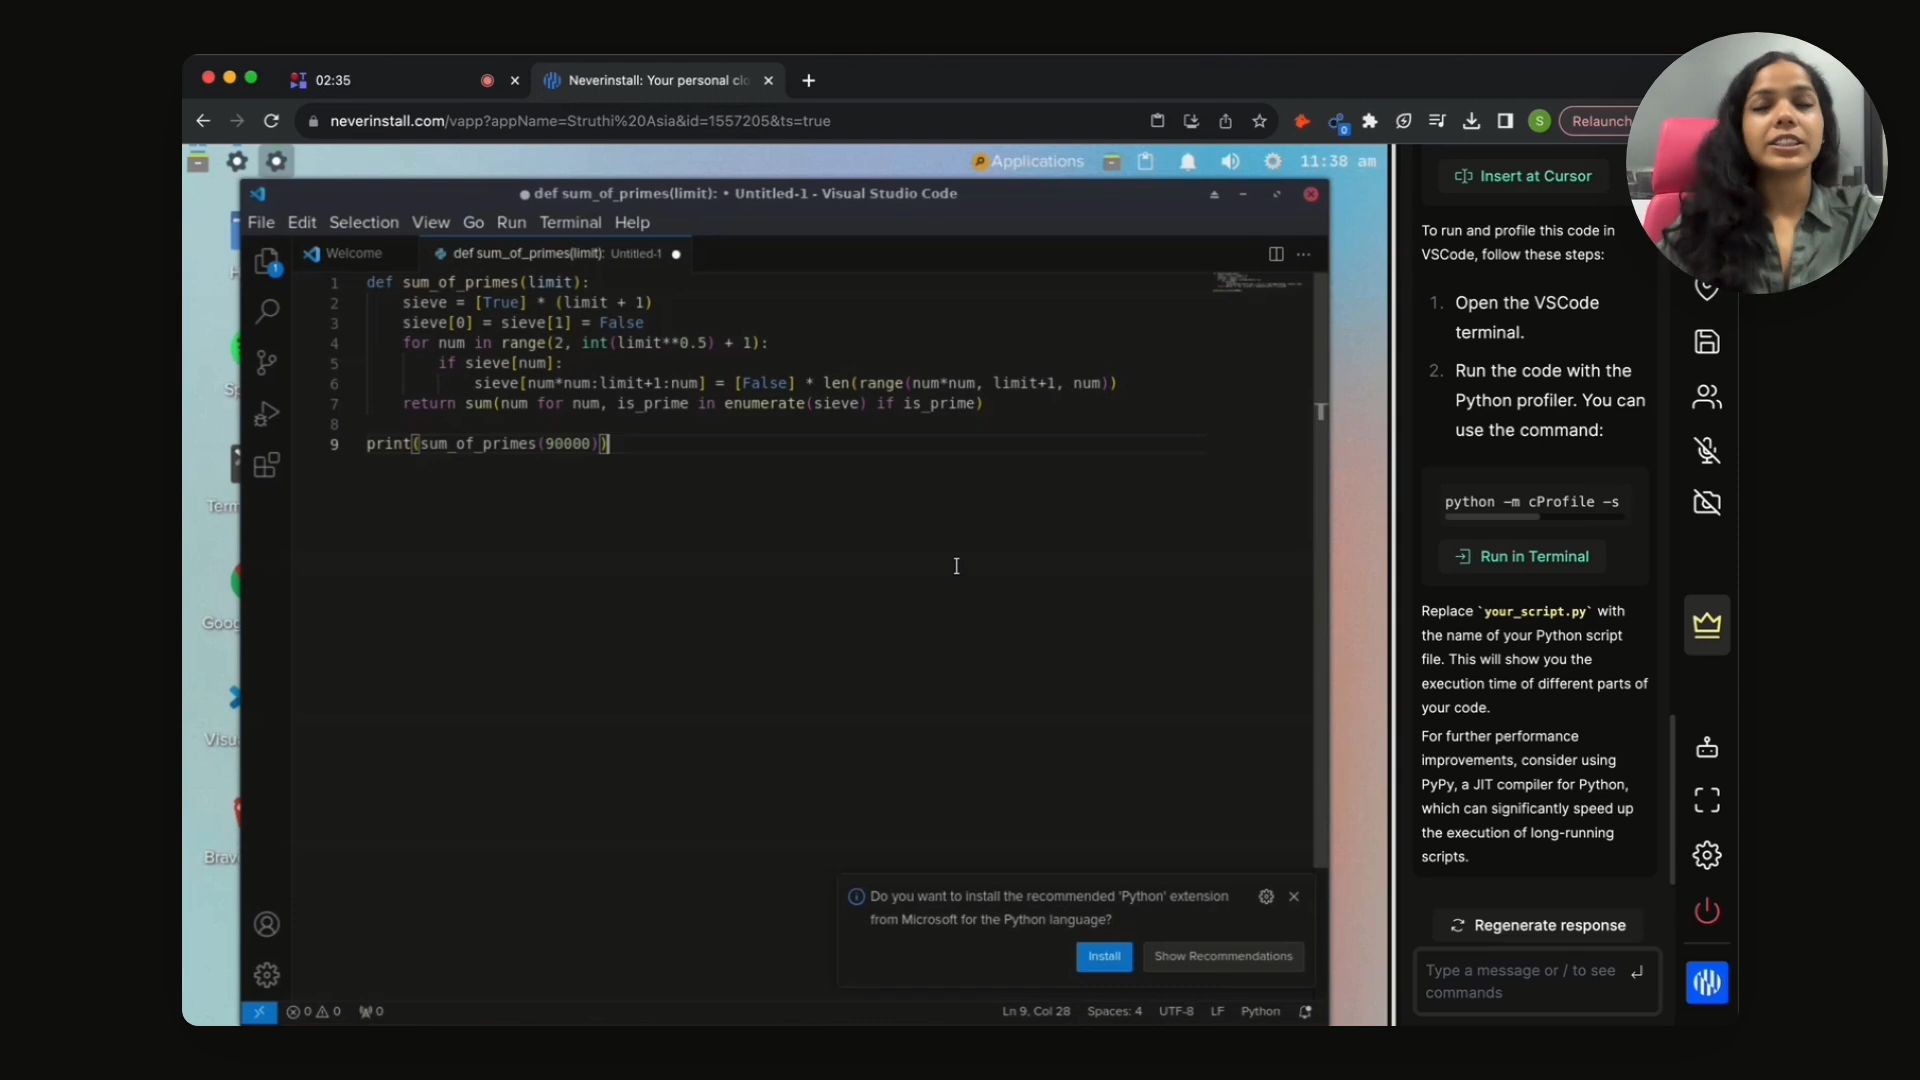 02:35
Neverinstall: Your personal clo
neverinstall.com/vapp?appName=Struthi%20Asia&id=1557205&ts=true
0
S
Relaunch
Applications
11:38 am
def sum_of_primes(limit): • Untitled-1 - Visual Studio Code
File Edit Selection View Go Run Terminal Help
1
Welcome
def sum_of_primes(limit): Untitled-1
1 def sum_of_primes(limit):
2 sieve = [True] * (limit + 1)
3 sieve[0] = sieve[1] = False
4 for num in range(2, int(limit**0.5) + 1):
5 if sieve[num]:
6 sieve[num*num:limit+1:num] = [False] * len(range(num*num, limit+1, num))
7 return sum(num for num, is_prime in enumerate(sieve) if is_prime)
8
9 print(sum_of_primes(90000))
Term
Goog
Visu
Brav
Do you want to install the recommended 'Python' extension
from Microsoft for the Python language?
Install
Show Recommendations
0 0 0
Ln 9, Col 28 Spaces: 4 UTF-8 LF Python
Insert at Cursor
To run and profile this code in
VSCode, follow these steps:
1. Open the VSCode
terminal.
2. Run the code with the
Python profiler. You can
use the command:
python -m cProfile -s
Run in Terminal
Replace `your_script.py` with
the name of your Python script
file. This will show you the
execution time of different parts of
your code.
For further performance
improvements, consider using
PyPy, a JIT compiler for Python,
which can significantly speed up
the execution of long-running
scripts.
Regenerate response
Type a message or / to see
commands